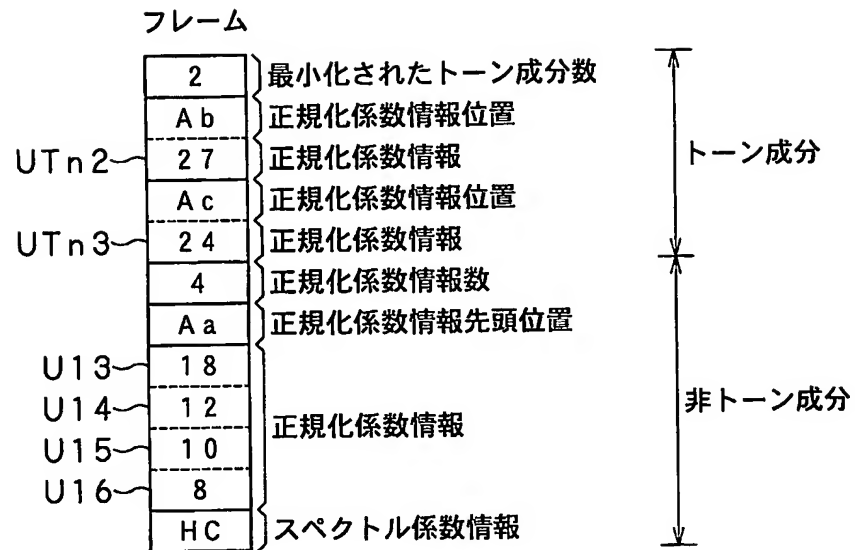 フレーム
2 最小化されたトーン成分数
Ab 正規化係数情報位置
UTn2 27 正規化係数情報
Ac 正規化係数情報位置
UTn3 24 正規化係数情報
トーン成分
4 正規化係数情報数
Aa 正規化係数情報先頭位置
U13 18
U14 12
U15 10
U16 8
正規化係数情報
HC スペクトル係数情報
非トーン成分